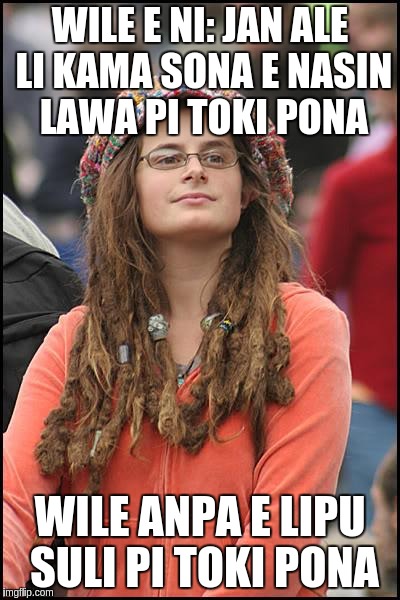 WILE E NI: JAN ALE
LI KAMA SONA E NASIN
LAWA PI TOKI PONA
WILE ANPA E LIPU
SULI PI TOKI PONA
imgflip.com